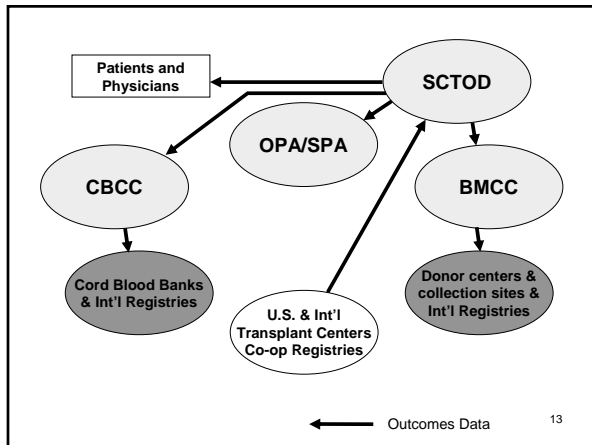 Patients and
Physicians
SCTOD
OPA/SPA
CBCC
BMCC
Cord Blood Banks
& Int'l Registries
U.S. & Int'l
Transplant Centers
Co-op Registries
Donor centers &
collection sites &
Int'l Registries
Outcomes Data
13